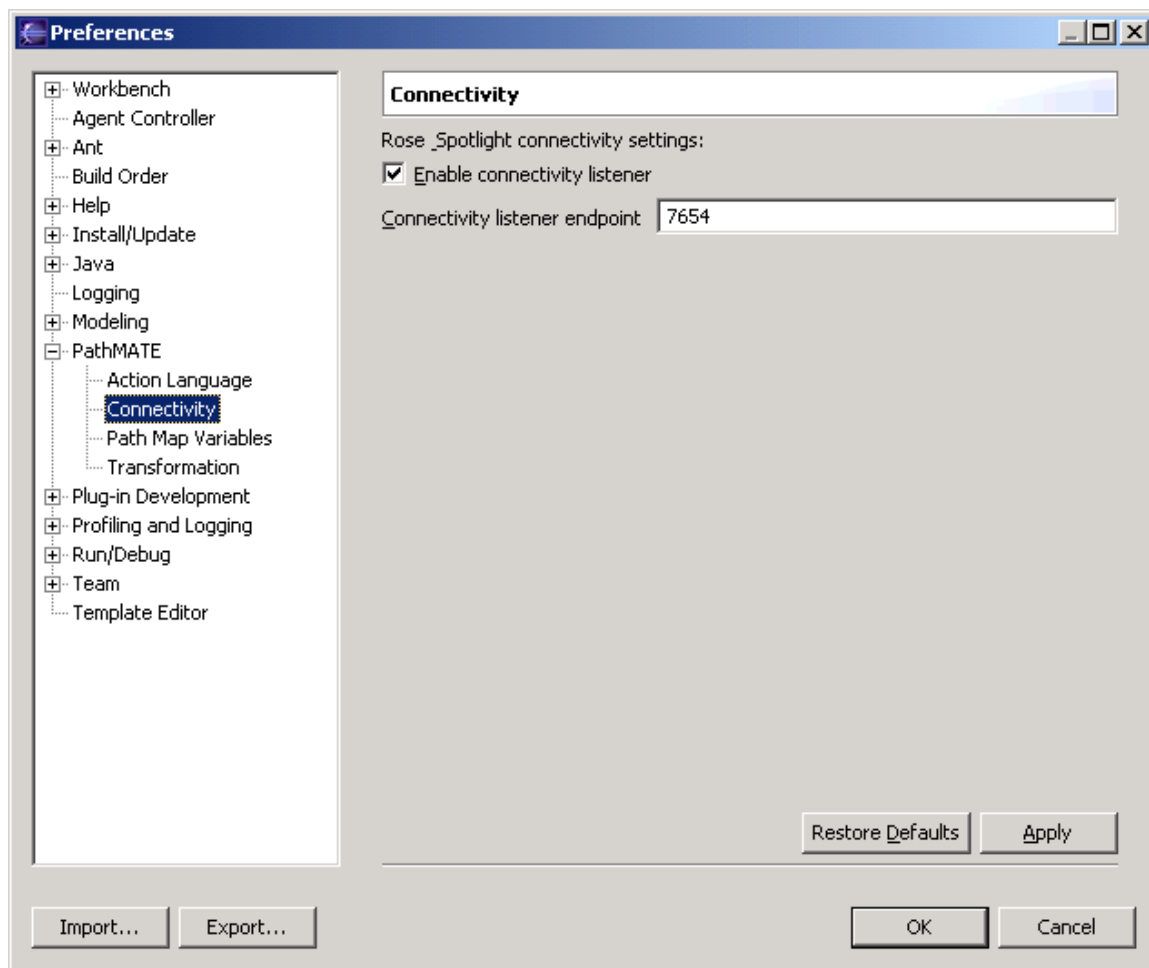 Preferences
Workbench
Agent Controller
Ant
Build Order
Help
Install/Update
Java
Logging
Modeling
PathMATE
Action Language
Connectivity
Path Map Variables
Transformation
Plug-in Development
Profiling and Logging
Run/Debug
Team
Template Editor
Connectivity
Rose _Spotlight connectivity settings:
Enable connectivity listener
Connectivity listener endpoint 7654
Restore Defaults Apply
Import... Export... OK Cancel